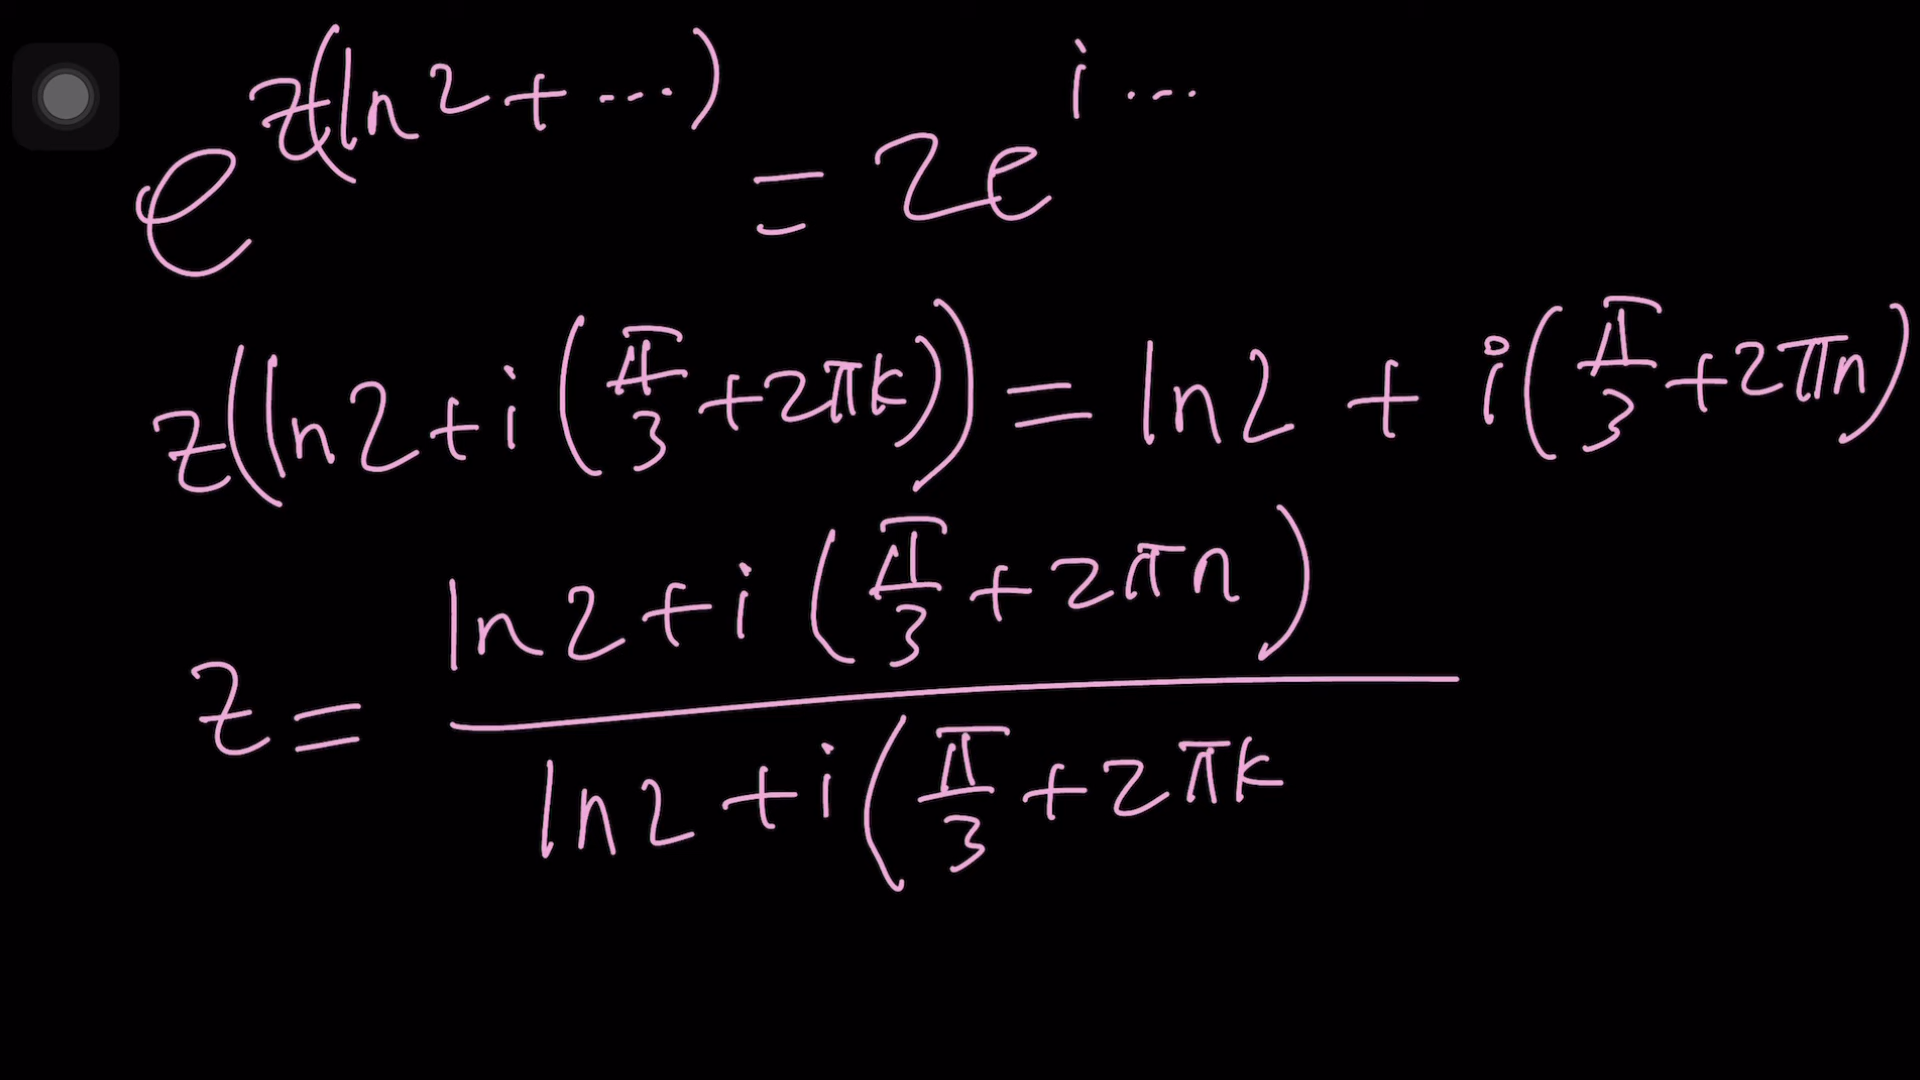 e^{z(ln2+...)} = 2e^{i...}
z(ln2+i(π/3+2πk))=ln2+i(π/3+2πn)
z= (ln2+i(π/3+2πn))/(ln2+i(π/3+2πk